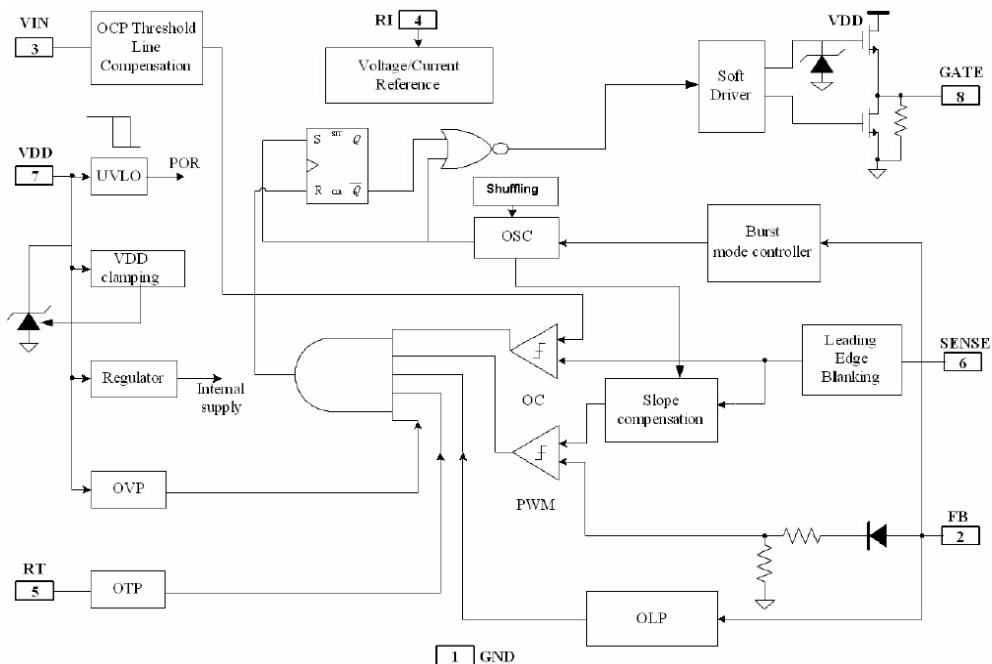 VIN
3
OCP Threshold
Line
Compensation
RI
4
Voltage/Current
Reference
VDD
Soft
Driver
GATE
8
S SET Q
R CLR Q
VDD
7
UVLO
POR
Shuffling
OSC
Burst
mode controller
VDD
clamping
Regulator
Internal
supply
OC
Slope
compensation
Leading
Edge
Blanking
SENSE
6
OVP
PWM
FB
2
RT
5
OTP
OLP
1
GND